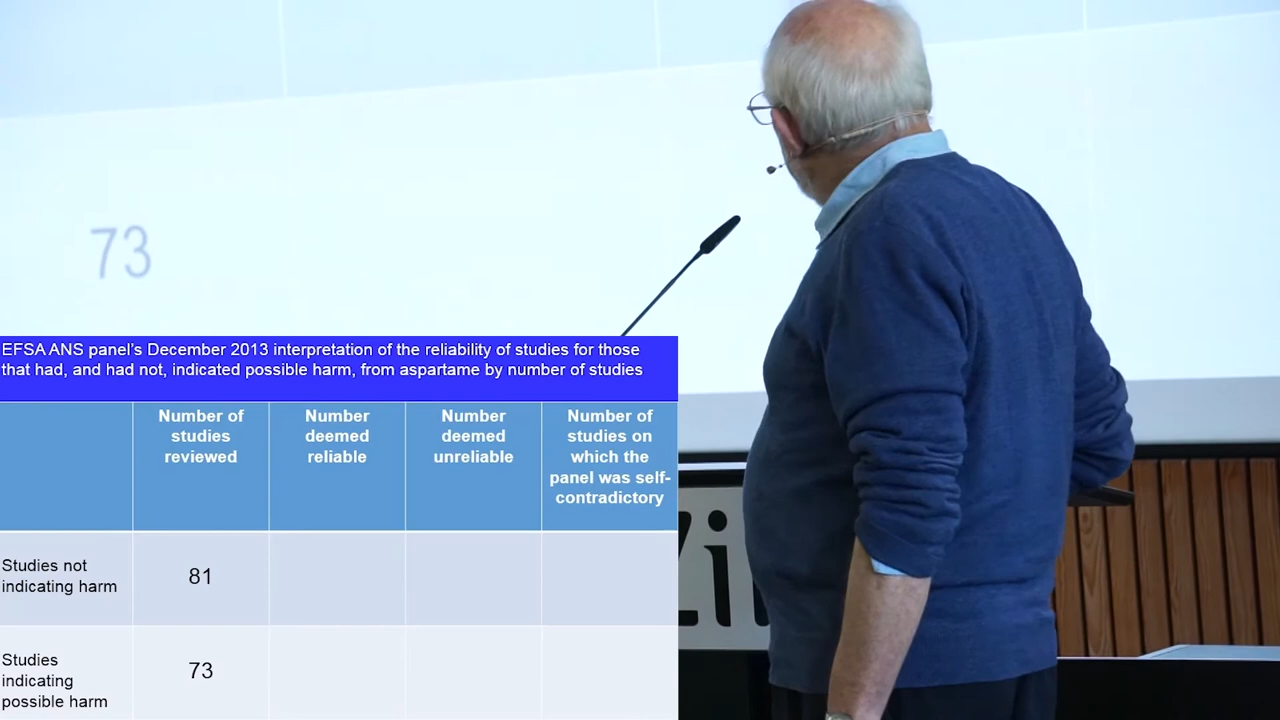 73
EFSA ANS panel's December 2013 interpretation of the reliability of studies for those
that had, and had not, indicated possible harm, from aspartame by number of studies
Number of
studies
reviewed
Number
deemed
reliable
Number
deemed
unreliable
Number of
studies on
which the
panel was self-
contradictory
Studies not
indicating harm
81
Studies
indicating
possible harm
73